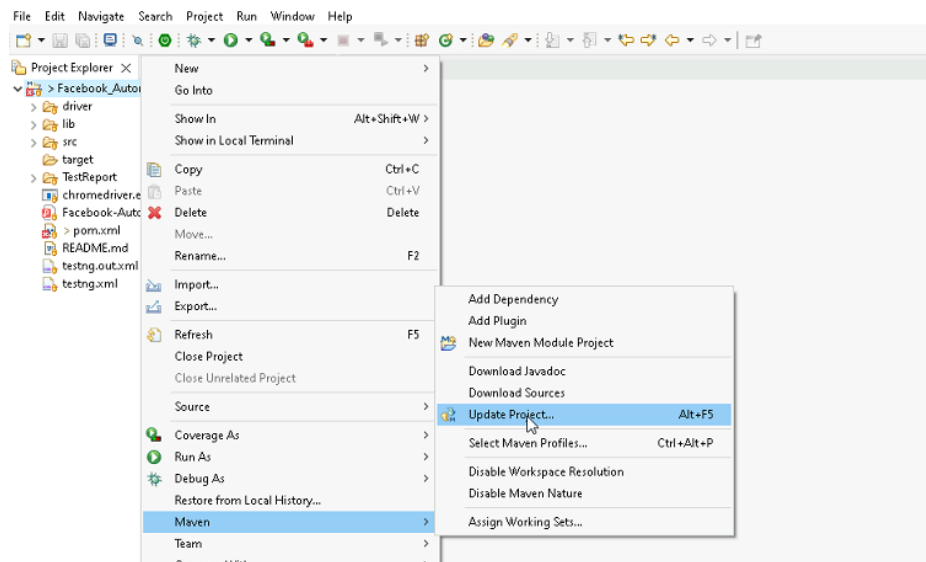 File Edit Navigate Search Project Run Window Help
Project Explorer
> Facebook_Autor
driver
lib
src
target
TestReport
chromedriver.e
Facebook-Autc
> pom.xml
README.md
testng.out.xml
testng.xml
New
Go Into
Show In Alt+Shift+W
Show in Local Terminal
Copy Ctrl+C
Paste Ctrl+V
Delete Delete
Move...
Rename... F2
Import...
Export...
Refresh F5
Close Project
Close Unrelated Project
Source
Coverage As
Run As
Debug As
Restore from Local History...
Maven
Team
Add Dependency
Add Plugin
New Maven Module Project
Download Javadoc
Download Sources
Update Project... Alt+F5
Select Maven Profiles... Ctrl+Alt+P
Disable Workspace Resolution
Disable Maven Nature
Assign Working Sets...